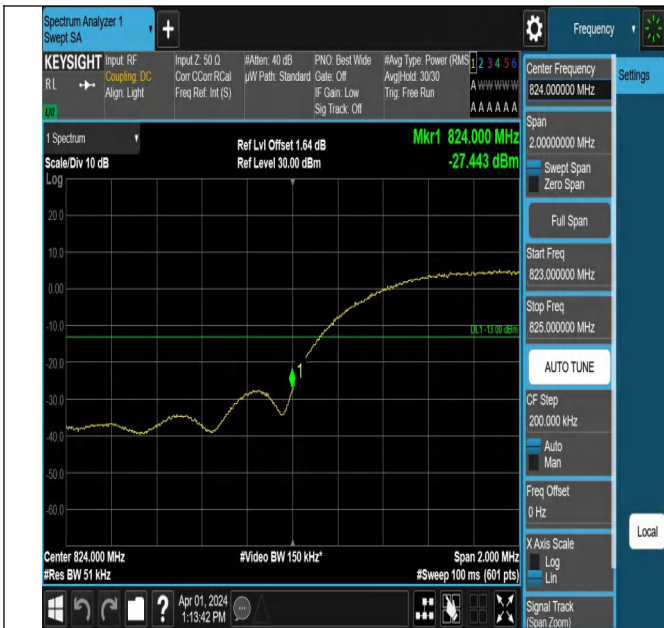 Spectrum Analyzer 1
Swept SA
+
Frequency
KEYSIGHT
RL
LXI
Input: RF
Coupling: DC
Align: Light
Input Z: 50 Ω
Corr CCorr RCal
Freq Ref: Int (S)
#Atten: 40 dB
µW Path: Standard
PNO: Best Wide
Gate: Off
IF Gain: Low
Sig Track: Off
#Avg Type: Power (RMS
Avg|Hold: 30/30
Trig: Free Run
1 2 3 4 5 6
A W W W W W
A A A A A A
Center Frequency
824.000000 MHz
Settings
1 Spectrum
Scale/Div 10 dB
Log
Ref Lvl Offset 1.64 dB
Ref Level 30.00 dBm
Mkr1 824.000 MHz
-27.443 dBm
20.0
10.0
0.00
-10.0
-20.0
-30.0
-40.0
-50.0
-60.0
DL1 -13.00 dBm
1
Span
2.00000000 MHz
Swept Span
Zero Span
Full Span
Start Freq
823.000000 MHz
Stop Freq
825.000000 MHz
AUTO TUNE
CF Step
200.000 kHz
Auto
Man
Freq Offset
0 Hz
X Axis Scale
Log
Lin
Signal Track
(Span Zoom)
Local
Center 824.000 MHz
#Res BW 51 kHz
#Video BW 150 kHz*
Span 2.000 MHz
#Sweep 100 ms (601 pts)
?
Apr 01, 2024
1:13:42 PM